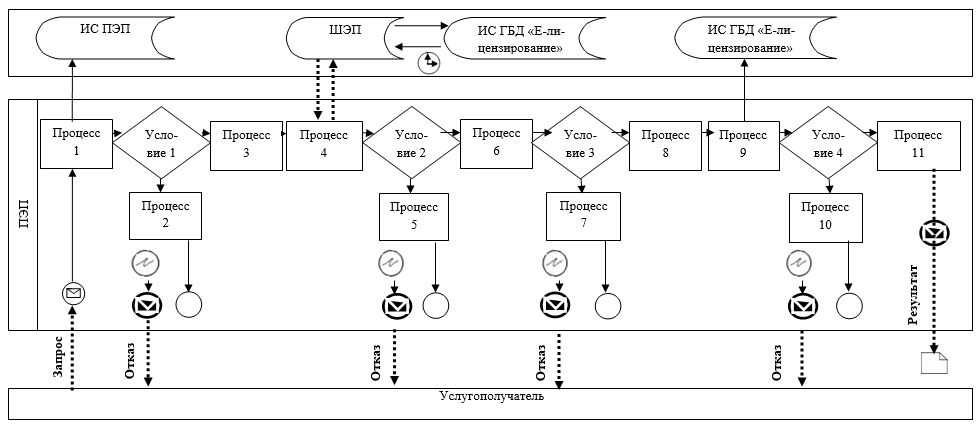 ИС ПЭП
ШЭП
ИС ГБД «Е-ли-
цензирование»
ИС ГБД «Е-ли-
цензирование»
ПЭП
Процесс
1
Усло-
вие 1
Процесс
3
Процесс
4
Усло-
вие 2
Процесс
6
Усло-
вие 3
Процесс
8
Процесс
9
Усло-
вие 4
Процесс
11
Процесс
2
Процесс
5
Процесс
7
Процесс
10
Запрос
Отказ
Отказ
Отказ
Отказ
Результат
Услугополучатель